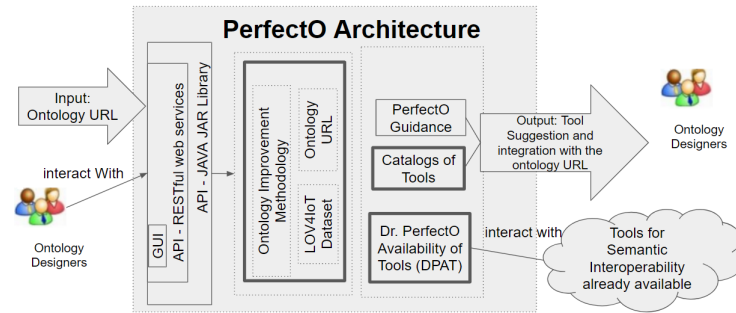 PerfectO Architecture
Input:
Ontology URL
interact With
Ontology
Designers
GUI
API - RESTful web services
API - JAVA JAR Library
Ontology Improvement
Methodology
Ontology
URL
LOV4IoT
Dataset
PerfectO
Guidance
Catalogs of
Tools
Dr. PerfectO
Availability of
Tools (DPAT)
Output: Tool
Suggestion and
integration with the
ontology URL
Ontology
Designers
interact with
Tools for
Semantic
Interoperability
already available